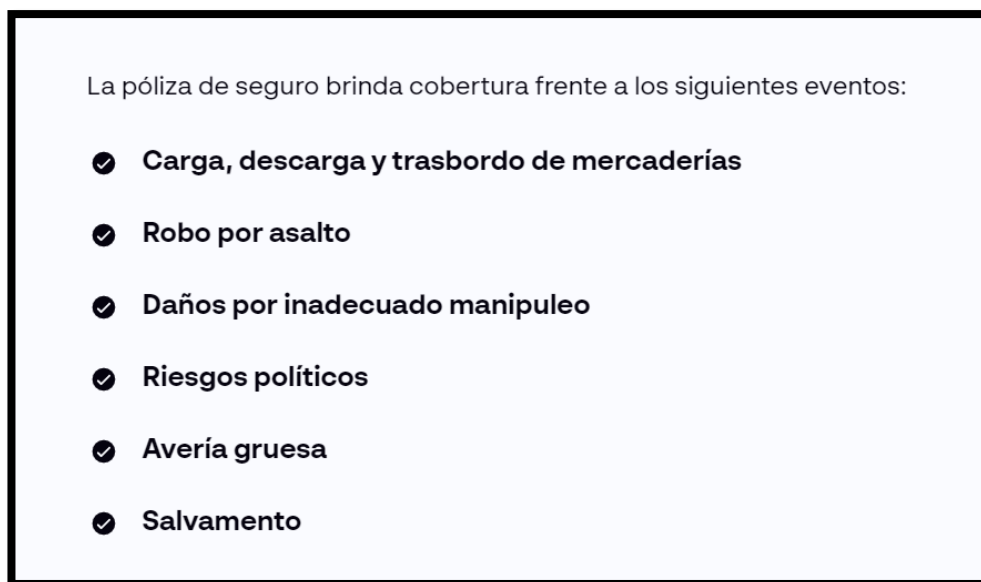 La póliza de seguro brinda cobertura frente a los siguientes eventos:
Carga, descarga y trasbordo de mercaderías
Robo por asalto
Daños por inadecuado manipuleo
Riesgos políticos
Avería gruesa
Salvamento